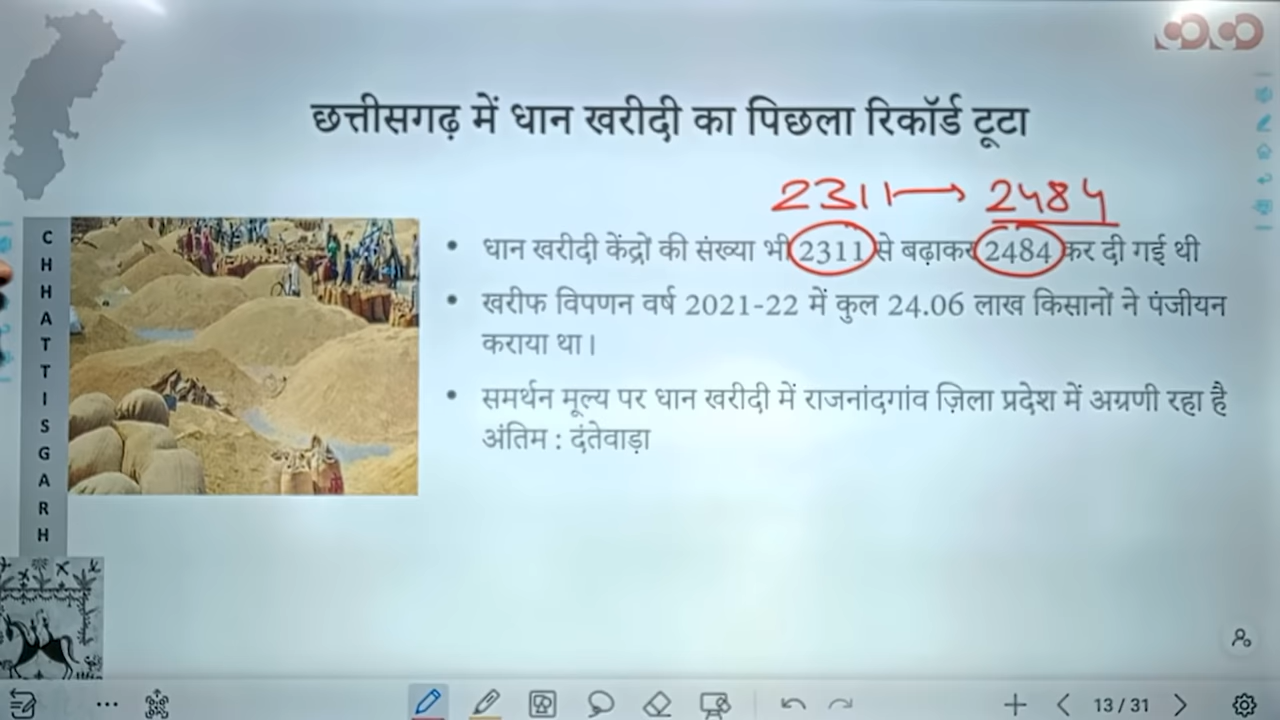 छत्तीसगढ़ में धान खरीदी का पिछला रिकॉर्ड टूटा
2311 → 2484
• धान खरीदी केंद्रों की संख्या भी 2311 से बढ़ाकर 2484 कर दी गई थी
• खरीफ विपणन वर्ष 2021-22 में कुल 24.06 लाख किसानों ने पंजीयन
कराया था।
• समर्थन मूल्य पर धान खरीदी में राजनांदगांव ज़िला प्रदेश में अग्रणी रहा है
अंतिम : दंतेवाड़ा
CHHATTISGARH
13 / 31